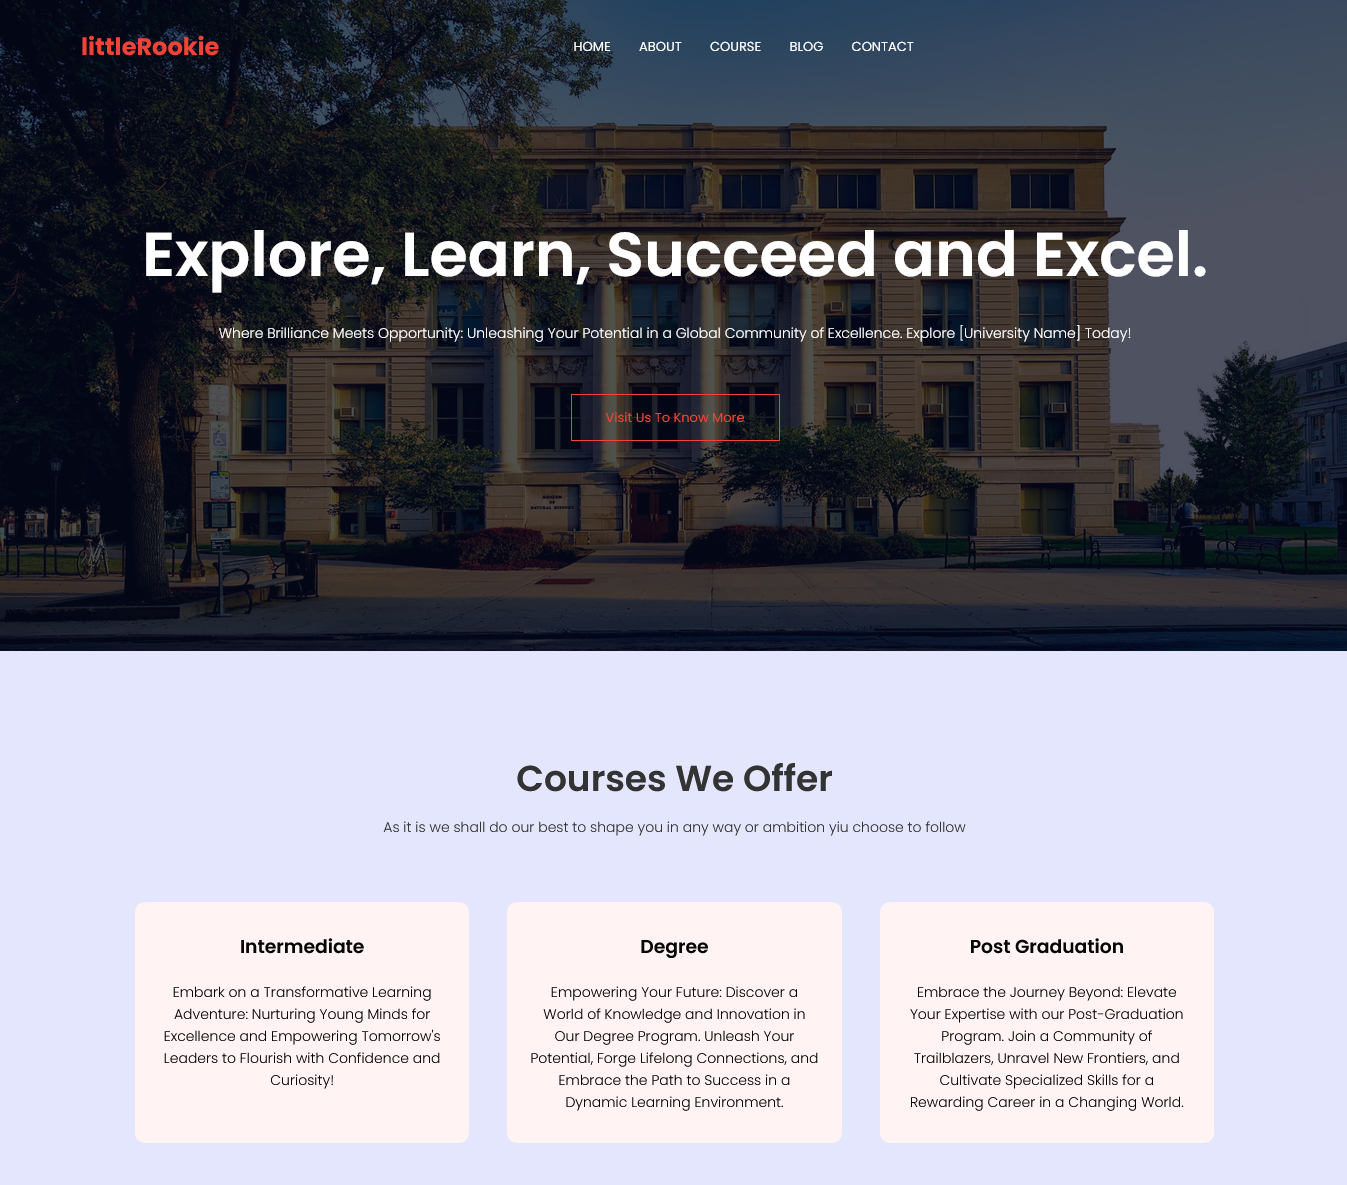 littleRookie
HOME ABOUT COURSE BLOG CONTACT
Explore, Learn, Succeed and Excel.
Where Brilliance Meets Opportunity: Unleashing Your Potential in a Global Community of Excellence. Explore [University Name] Today!
Visit Us To Know More
Courses We Offer
As it is we shall do our best to shape you in any way or ambition yiu choose to follow
Intermediate
Embark on a Transformative Learning
Adventure: Nurturing Young Minds for
Excellence and Empowering Tomorrow's
Leaders to Flourish with Confidence and
Curiosity!
Degree
Empowering Your Future: Discover a
World of Knowledge and Innovation in
Our Degree Program. Unleash Your
Potential, Forge Lifelong Connections, and
Embrace the Path to Success in a
Dynamic Learning Environment.
Post Graduation
Embrace the Journey Beyond: Elevate
Your Expertise with our Post-Graduation
Program. Join a Community of
Trailblazers, Unravel New Frontiers, and
Cultivate Specialized Skills for a
Rewarding Career in a Changing World.